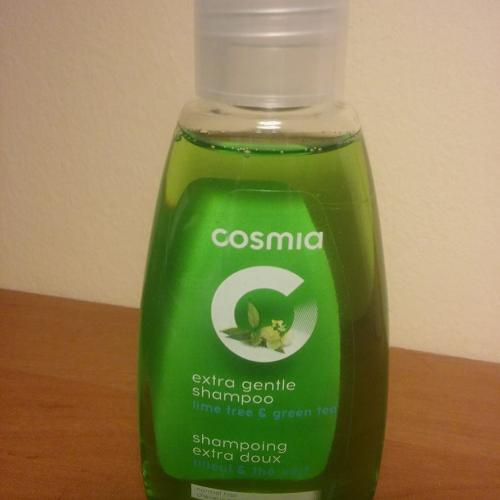 cosmia
extra gentle
shampoo
lime tree & green tea
shampoing
extra doux
tilleul & thé vert